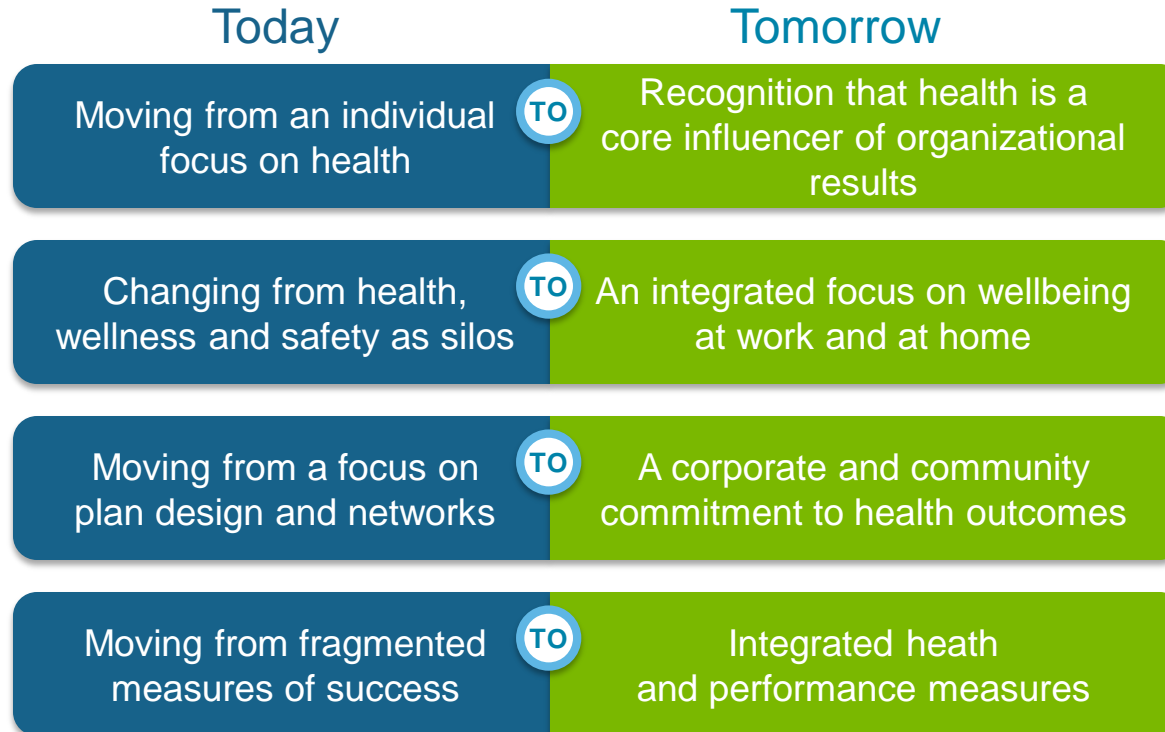 Today
Tomorrow
Moving from an individual
focus on health
TO
Recognition that health is a
core influencer of organizational
results
Changing from health,
wellness and safety as silos
TO
An integrated focus on wellbeing
at work and at home
Moving from a focus on
plan design and networks
TO
A corporate and community
commitment to health outcomes
Moving from fragmented
measures of success
TO
Integrated heath
and performance measures